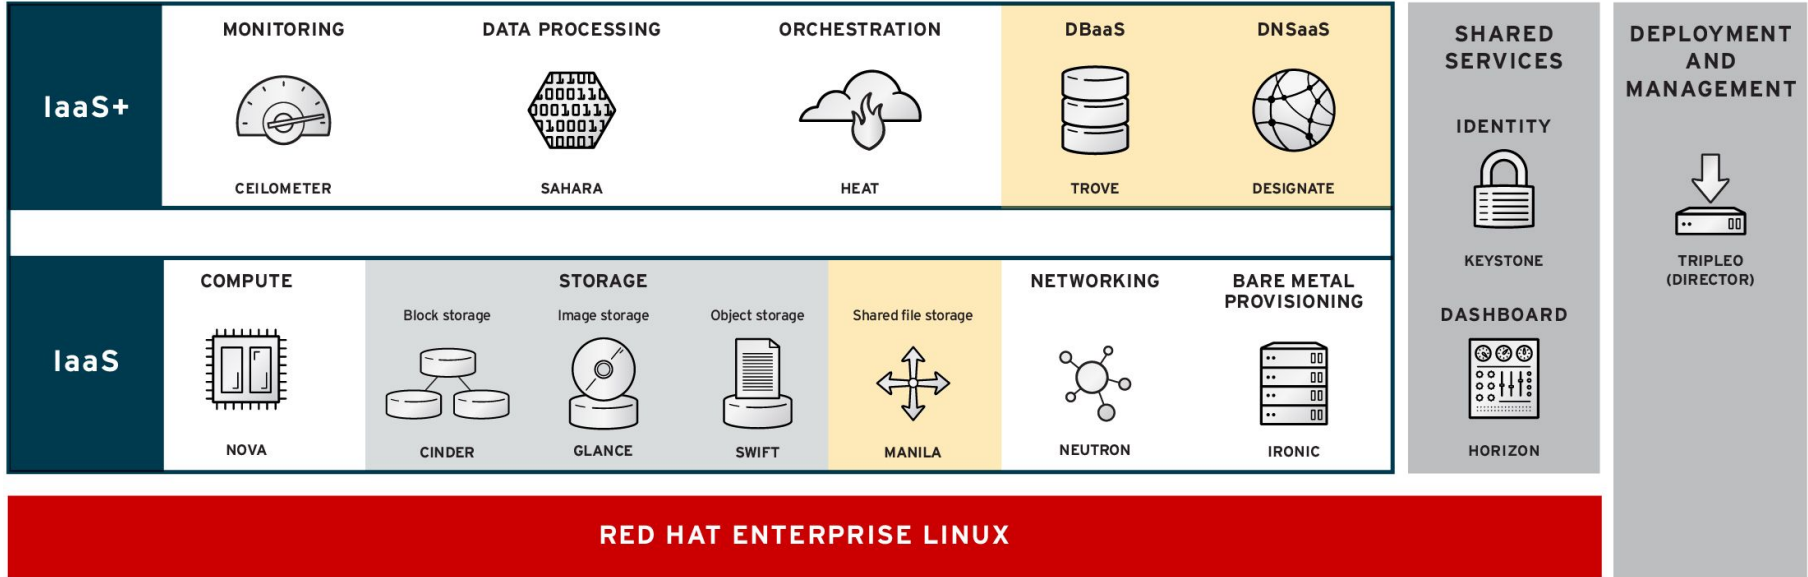 MONITORING
DATA PROCESSING
ORCHESTRATION
DBaaS
DNSaaS
IaaS+
CEILOMETER
SAHARA
HEAT
TROVE
DESIGNATE
COMPUTE
STORAGE
NETWORKING
BARE METAL
PROVISIONING
Block storage
Image storage
Object storage
Shared file storage
IaaS
NOVA
CINDER
GLANCE
SWIFT
MANILA
NEUTRON
IRONIC
SHARED
SERVICES
IDENTITY
KEYSTONE
DASHBOARD
HORIZON
DEPLOYMENT
AND
MANAGEMENT
TRIPLEO
(DIRECTOR)
RED HAT ENTERPRISE LINUX